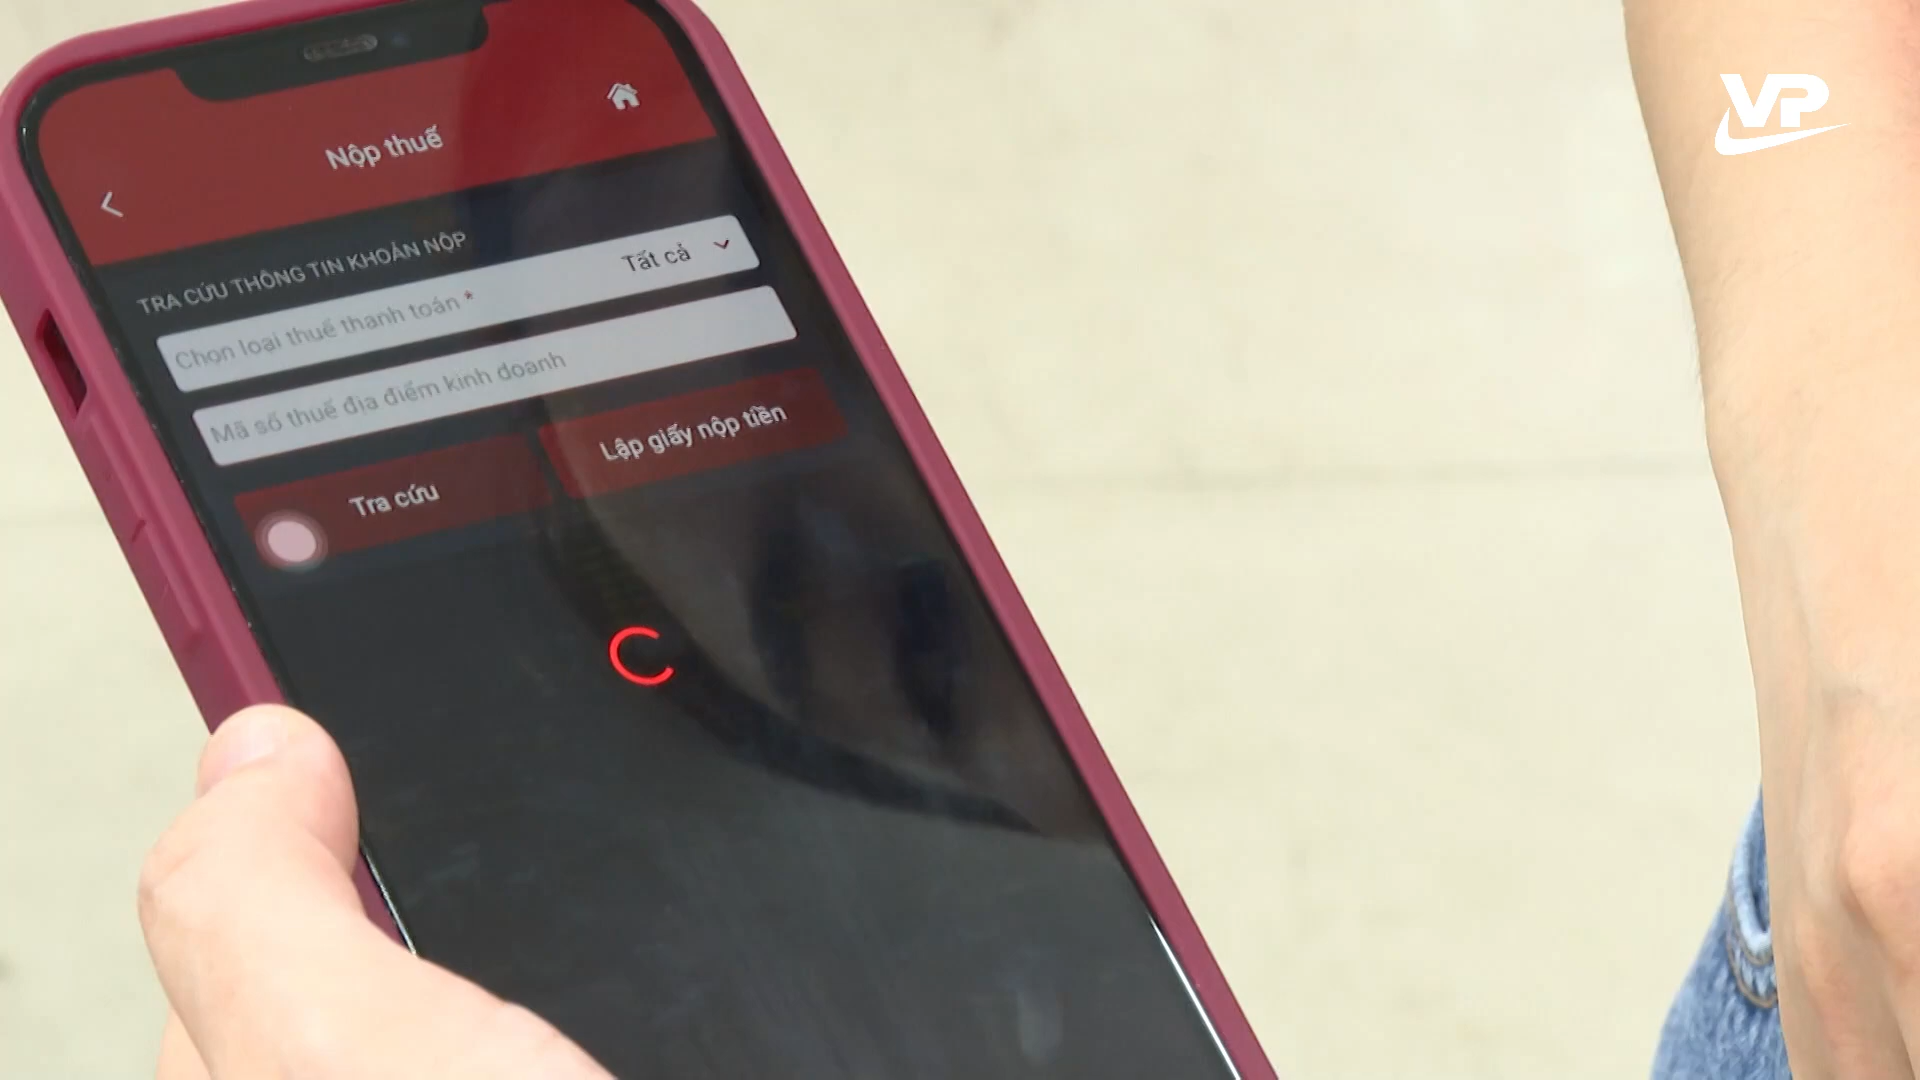 VP
Nộp thuế
TRA CỨU THÔNG TIN KHOẢN NỘP
Chọn loại thuế thanh toán * Tất cả
Mã số thuế địa điểm kinh doanh
Tra cứu
Lập giấy nộp tiền